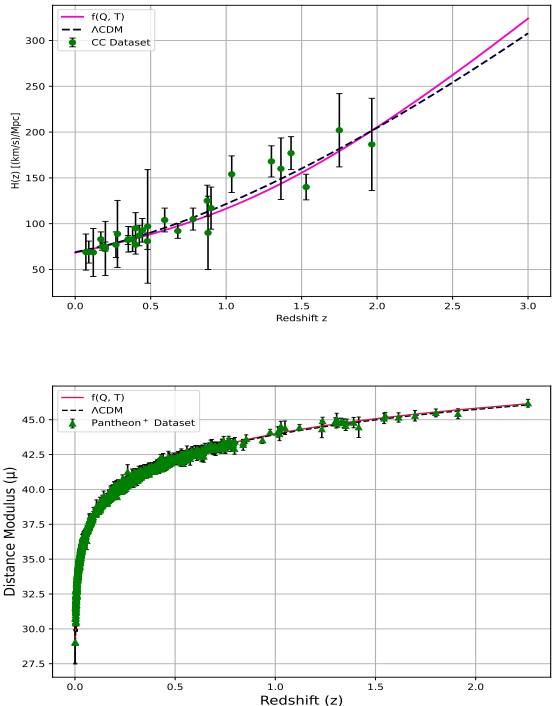 f(Q, T)
ΛCDM
CC Dataset
300
250
200
150
100
50
H(z) [(km/s)/Mpc]
0.0 0.5 1.0 1.5 2.0 2.5 3.0
Redshift z
f(Q, T)
ΛCDM
Pantheon⁺ Dataset
45.0
42.5
40.0
37.5
35.0
32.5
30.0
27.5
Distance Modulus (μ)
0.0 0.5 1.0 1.5 2.0
Redshift (z)